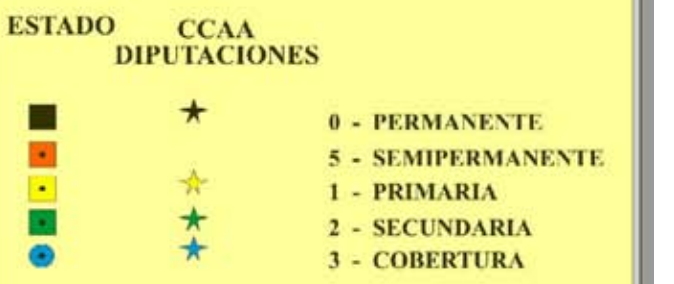 ESTADO CCAA
DIPUTACIONES
0 - PERMANENTE
5 - SEMIPERMANENTE
1 - PRIMARIA
2 - SECUNDARIA
3 - COBERTURA